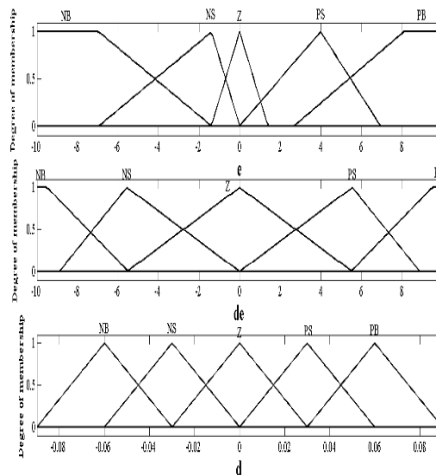 NB NS Z PS PB
Degree of membership
1
0.5
0
-10 -8 -6 -4 -2 0 2 4 6 8
e
NB NS Z PS P
Degree of membership
1
0.5
0
-10 -8 -6 -4 -2 0 2 4 6 8
de
NB NS Z PS PB
Degree of membership
1
0.5
0
-0.08 -0.06 -0.04 -0.02 0 0.02 0.04 0.06 0.08
d